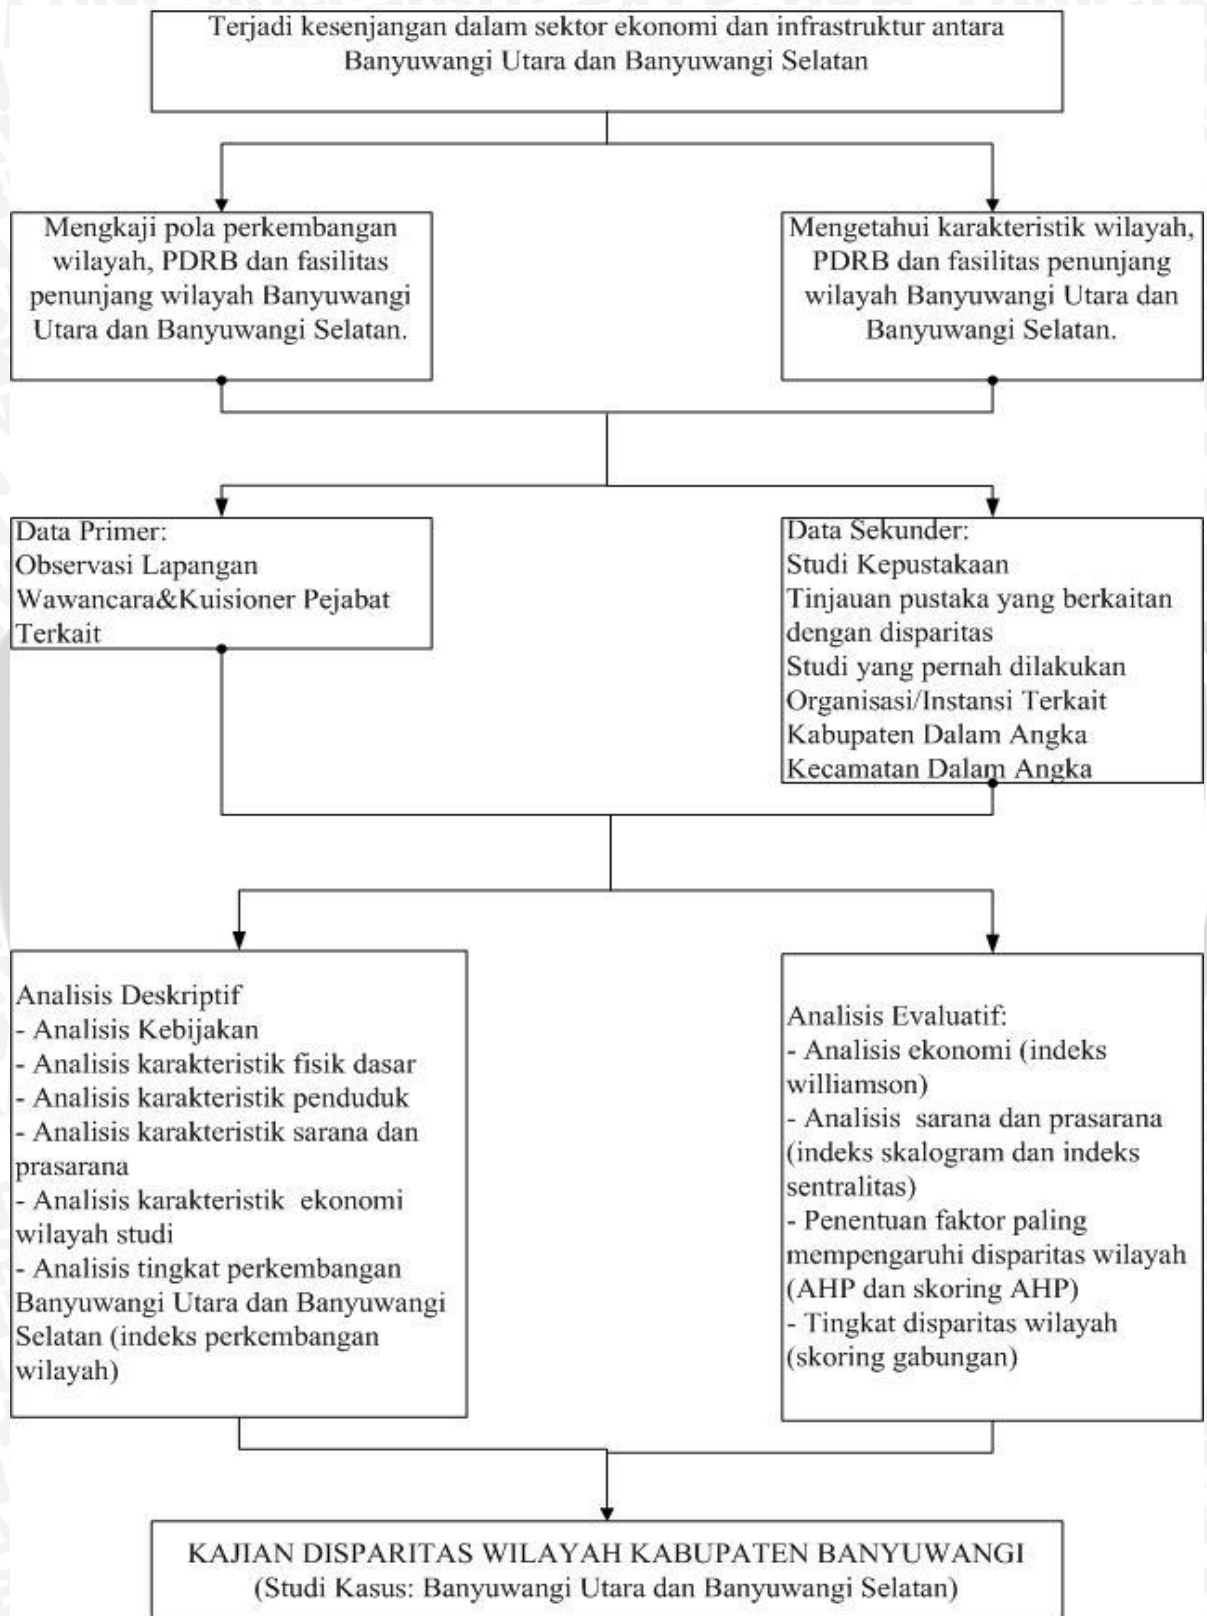 Terjadi kesenjangan dalam sektor ekonomi dan infrastruktur antara
Banyuwangi Utara dan Banyuwangi Selatan
Mengkaji pola perkembangan
wilayah, PDRB dan fasilitas
penunjang wilayah Banyuwangi
Utara dan Banyuwangi Selatan.
Mengetahui karakteristik wilayah,
PDRB dan fasilitas penunjang
wilayah Banyuwangi Utara dan
Banyuwangi Selatan.
Data Primer:
Observasi Lapangan
Wawancara&Kuisioner Pejabat
Terkait
Data Sekunder:
Studi Kepustakaan
Tinjauan pustaka yang berkaitan
dengan disparitas
Studi yang pernah dilakukan
Organisasi/Instansi Terkait
Kabupaten Dalam Angka
Kecamatan Dalam Angka
Analisis Deskriptif
- Analisis Kebijakan
- Analisis karakteristik fisik dasar
- Analisis karakteristik penduduk
- Analisis karakteristik sarana dan
prasarana
- Analisis karakteristik ekonomi
wilayah studi
- Analisis tingkat perkembangan
Banyuwangi Utara dan Banyuwangi
Selatan (indeks perkembangan
wilayah)
Analisis Evaluatif:
- Analisis ekonomi (indeks
williamson)
- Analisis sarana dan prasarana
(indeks skalogram dan indeks
sentralitas)
- Penentuan faktor paling
mempengaruhi disparitas wilayah
(AHP dan skoring AHP)
- Tingkat disparitas wilayah
(skoring gabungan)
KAJIAN DISPARITAS WILAYAH KABUPATEN BANYUWANGI
(Studi Kasus: Banyuwangi Utara dan Banyuwangi Selatan)